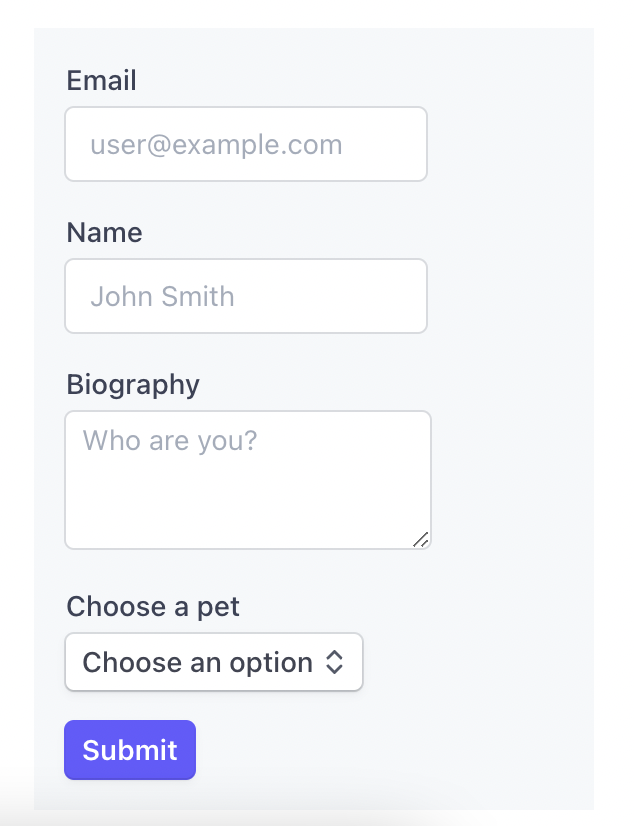 Email
user@example.com
Name
John Smith
Biography
Who are you?
Choose a pet
Choose an option
Submit